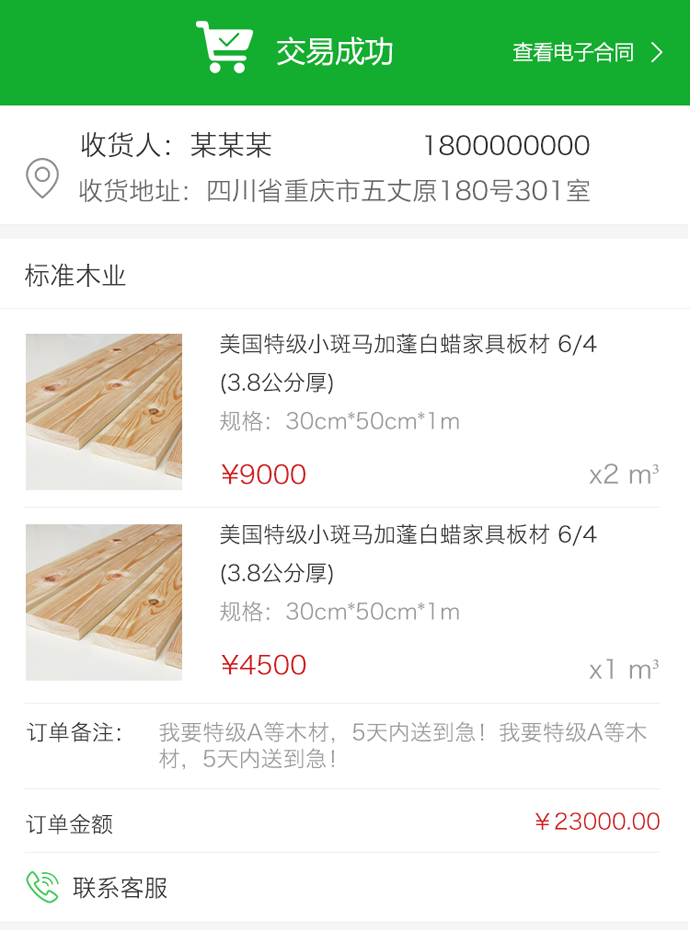 交易成功
查看电子合同
收货人：某某某
1800000000
收货地址：四川省重庆市五丈原180号301室
标准木业
美国特级小斑马加蓬白蜡家具板材 6/4
(3.8公分厚)
规格：30cm*50cm*1m
¥9000
x2 m³
美国特级小斑马加蓬白蜡家具板材 6/4
(3.8公分厚)
规格：30cm*50cm*1m
¥4500
x1 m³
订单备注：
我要特级A等木材，5天内送到急！我要特级A等木
材，5天内送到急！
订单金额
￥23000.00
联系客服